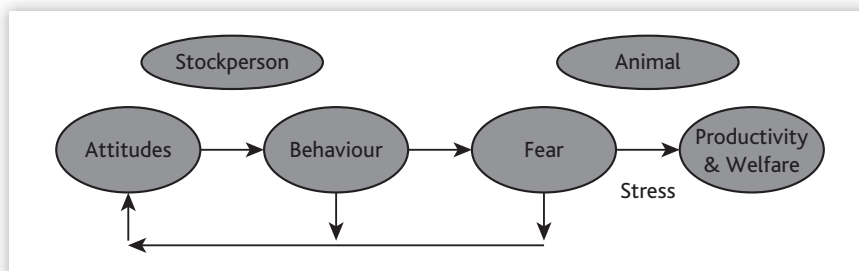 Stockperson
Animal
Attitudes
Behaviour
Fear
Productivity
& Welfare
Stress